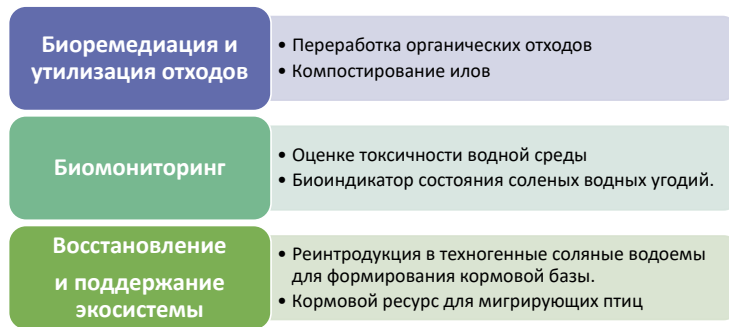 Биоремедиация и
утилизация отходов
• Переработка органических отходов
• Компостирование илов
Биомониторинг
• Оценке токсичности водной среды
• Биоиндикатор состояния соленых водных угодий.
Восстановление
и поддержание
экосистемы
• Реинтродукция в техногенные соляные водоемы
для формирования кормовой базы.
• Кормовой ресурс для мигрирующих птиц